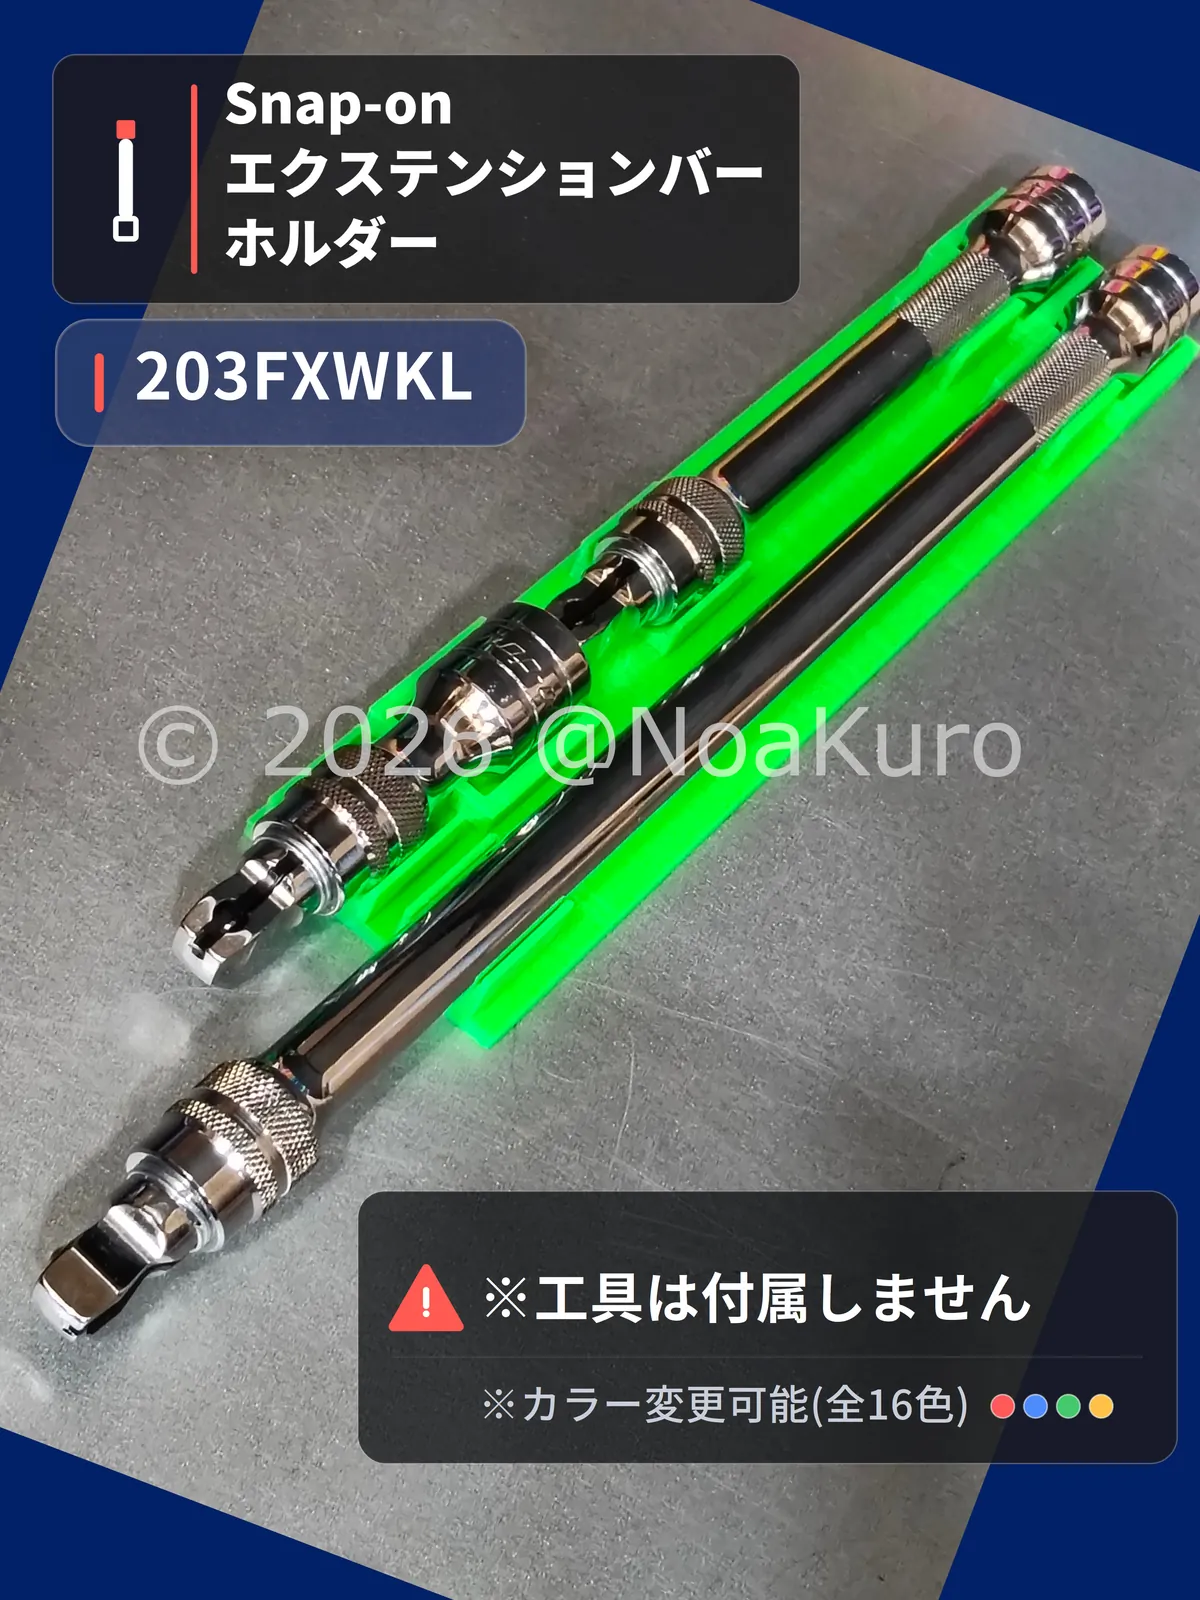 Snap-on
エクステンションバー
ホルダー
203FXWKL
© 2026 @NoaKuro
※工具は付属しません
※カラー変更可能(全16色)